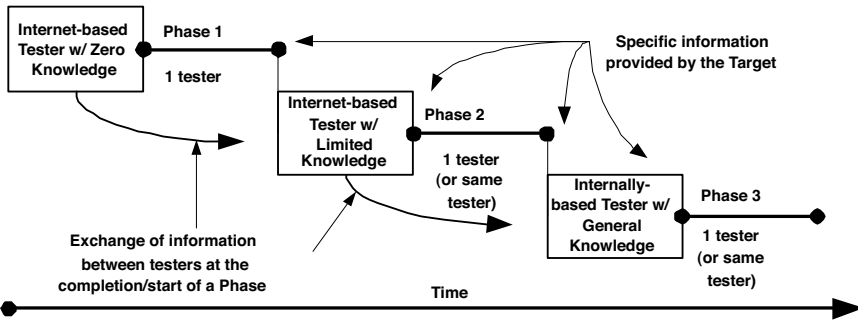 Internet-based
Tester w/ Zero
Knowledge
Phase 1
1 tester
Specific information
provided by the Target
Internet-based
Tester w/
Limited
Knowledge
Phase 2
1 tester
(or same
tester)
Internally-
based Tester w/
General
Knowledge
Phase 3
1 tester
(or same
tester)
Exchange of information
between testers at the
completion/start of a Phase
Time